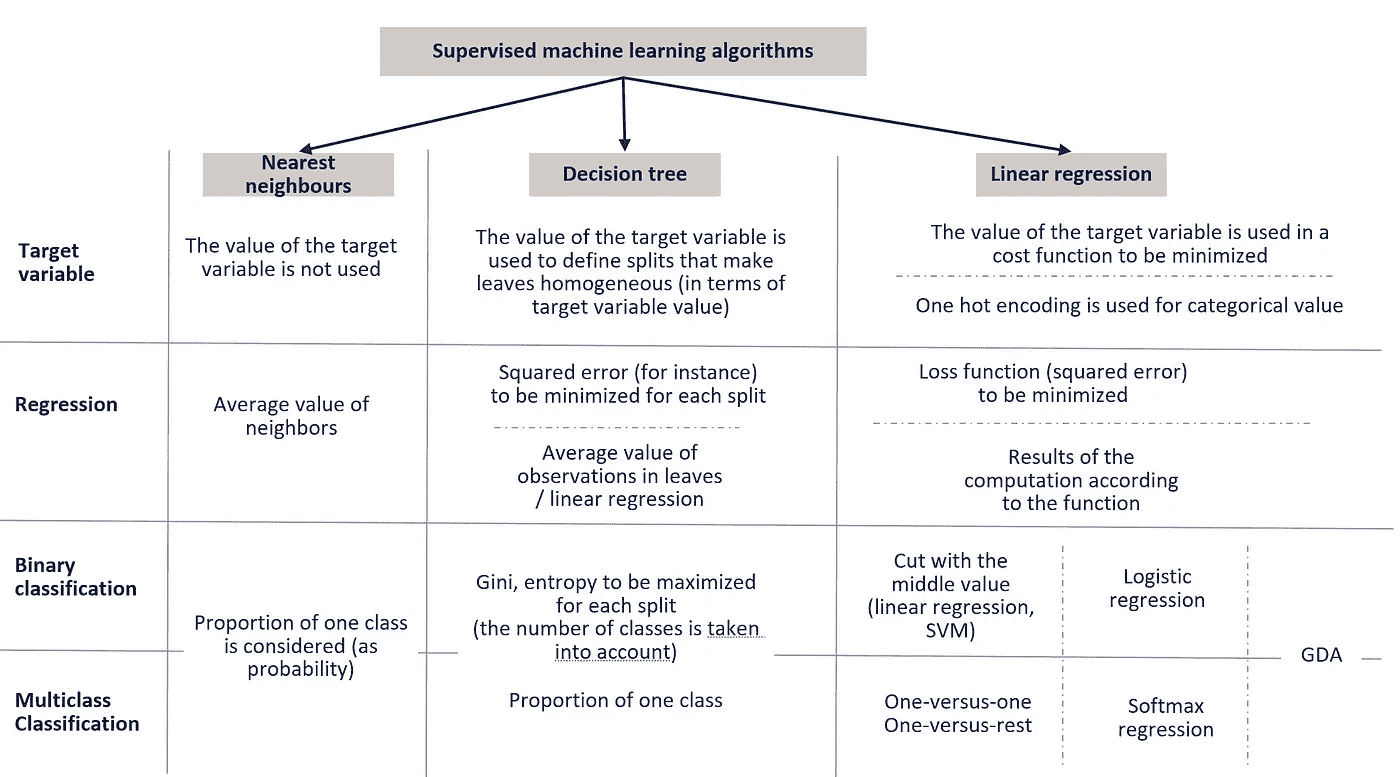 Supervised machine learning algorithms
Nearest
neighbours
Decision tree
Linear regression
Target
variable
The value of the target
variable is not used
The value of the target variable is
used to define splits that make
leaves homogeneous (in terms of
target variable value)
The value of the target variable is used in a
cost function to be minimized
One hot encoding is used for categorical value
Regression
Average value of
neighbors
Squared error (for instance)
to be minimized for each split
Average value of
observations in leaves
/ linear regression
Loss function (squared error)
to be minimized
Results of the
computation according
to the function
Binary
classification
Proportion of one class
is considered (as
probability)
Gini, entropy to be maximized
for each split
(the number of classes is taken
into account)
Cut with the
middle value
(linear regression,
SVM)
Logistic
regression
GDA
Multiclass
Classification
Proportion of one class
One-versus-one
One-versus-rest
Softmax
regression